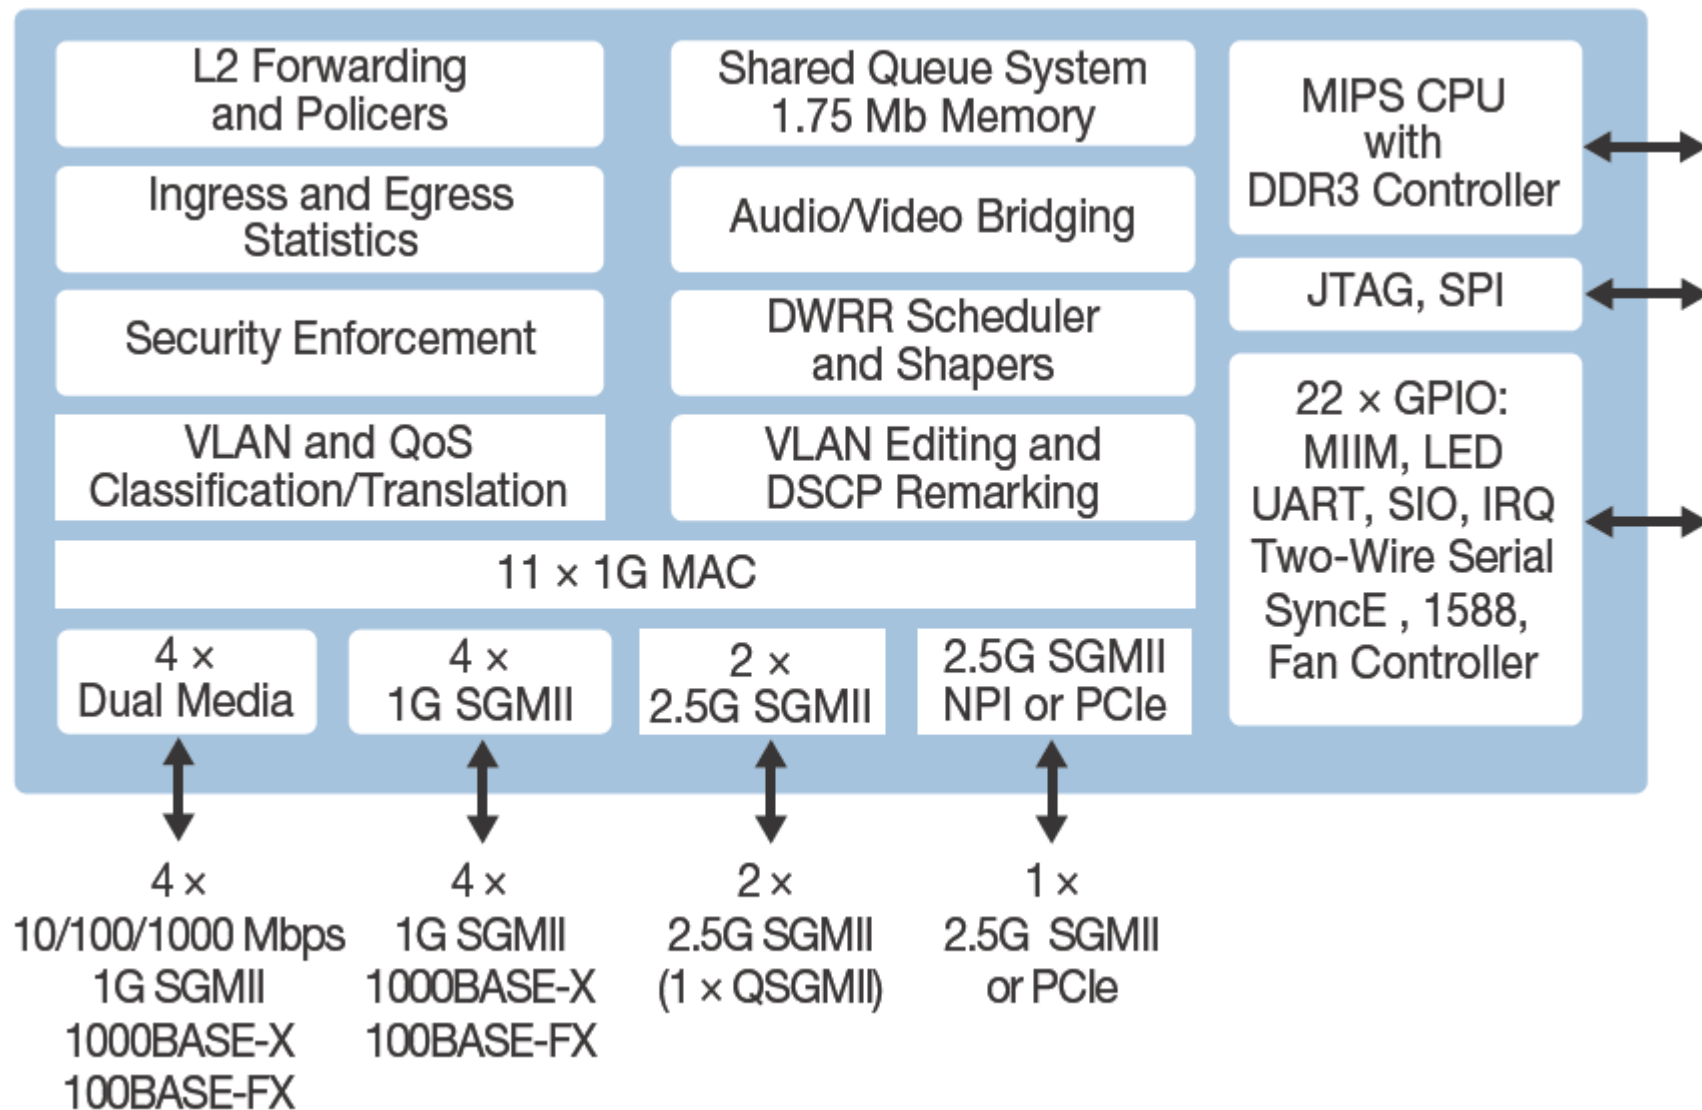 L2 Forwarding
and Policers
Shared Queue System
1.75 Mb Memory
MIPS CPU
with
DDR3 Controller
Ingress and Egress
Statistics
Audio/Video Bridging
JTAG, SPI
Security Enforcement
DWRR Scheduler
and Shapers
22 × GPIO:
MIIM, LED
UART, SIO, IRQ
Two-Wire Serial
SyncE , 1588,
Fan Controller
VLAN and QoS
Classification/Translation
VLAN Editing and
DSCP Remarking
11 × 1G MAC
4 ×
Dual Media
4 ×
1G SGMII
2 ×
2.5G SGMII
2.5G SGMII
NPI or PCIe
4 ×
10/100/1000 Mbps
1G SGMII
1000BASE-X
100BASE-FX
4 ×
1G SGMII
1000BASE-X
100BASE-FX
2 ×
2.5G SGMII
(1 × QSGMII)
1 ×
2.5G SGMII
or PCIe